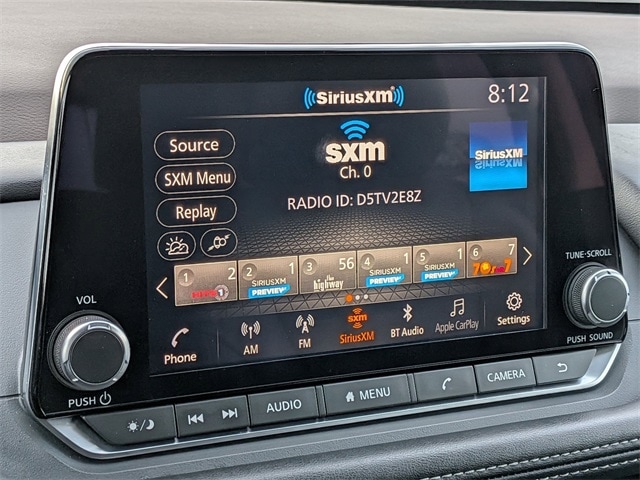 SiriusXM
8:12
Source
sxm
SiriusXM
SXM Menu
Ch. 0
RADIO ID: D5TV2E8Z
Replay
1 2
2 1 SIRIUSXM PREVIEW
3 56 the highway
4 1 SIRIUSXM PREVIEW
5 1 SIRIUSXM PREVIEW
6 7
VOL
TUNE·SCROLL
Phone
AM
FM
sxm
SiriusXM
BT Audio
Apple CarPlay
Settings
PUSH
PUSH SOUND
AUDIO
MENU
CAMERA